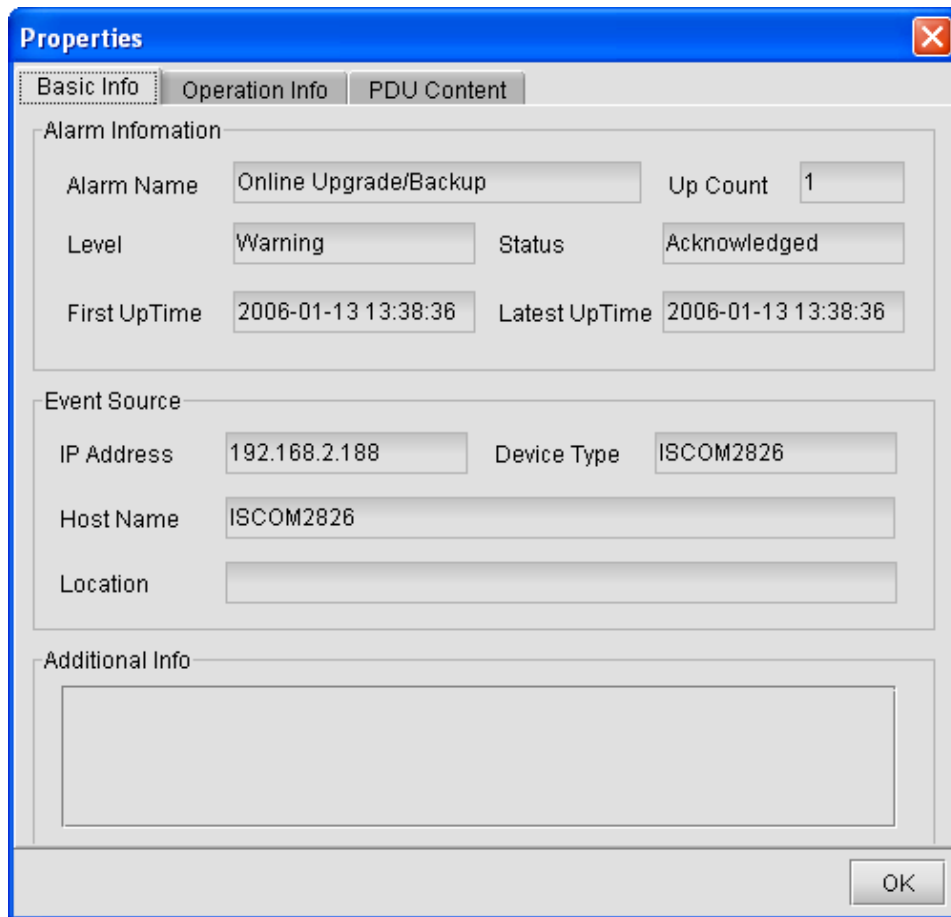 Properties
Basic Info Operation Info PDU Content
Alarm Infomation
Alarm Name Online Upgrade/Backup Up Count 1
Level Warning Status Acknowledged
First UpTime 2006-01-13 13:38:36 Latest UpTime 2006-01-13 13:38:36
Event Source
IP Address 192.168.2.188 Device Type ISCOM2826
Host Name ISCOM2826
Location
Additional Info
OK